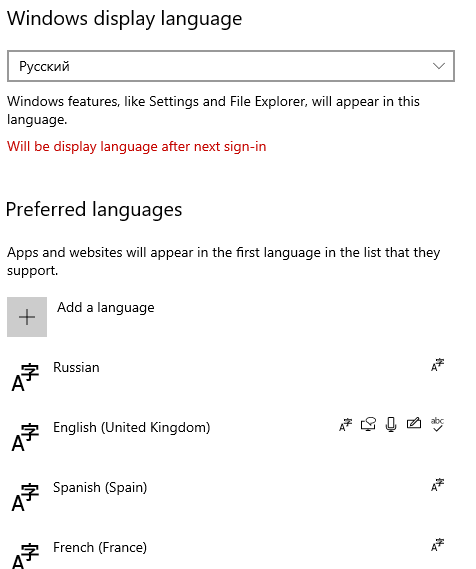 Windows display language
Русский
Windows features, like Settings and File Explorer, will appear in this
language.
Will be display language after next sign-in
Preferred languages
Apps and websites will appear in the first language in the list that they
support.
Add a language
Russian
English (United Kingdom)
abc
Spanish (Spain)
French (France)